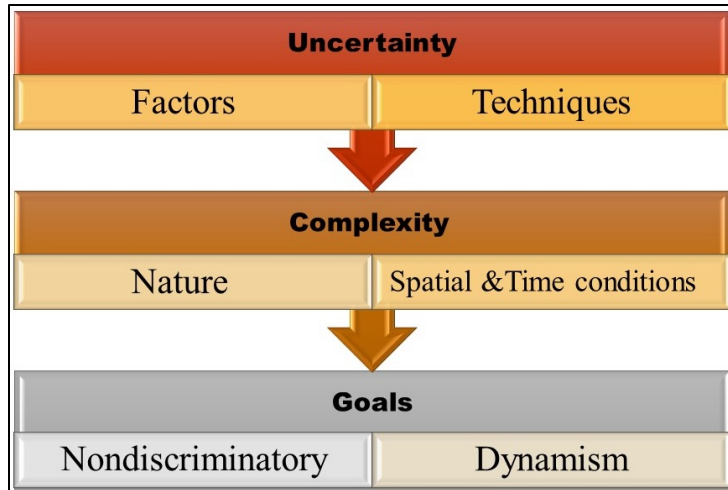 Uncertainty
Factors Techniques
Complexity
Nature Spatial &Time conditions
Goals
Nondiscriminatory Dynamism